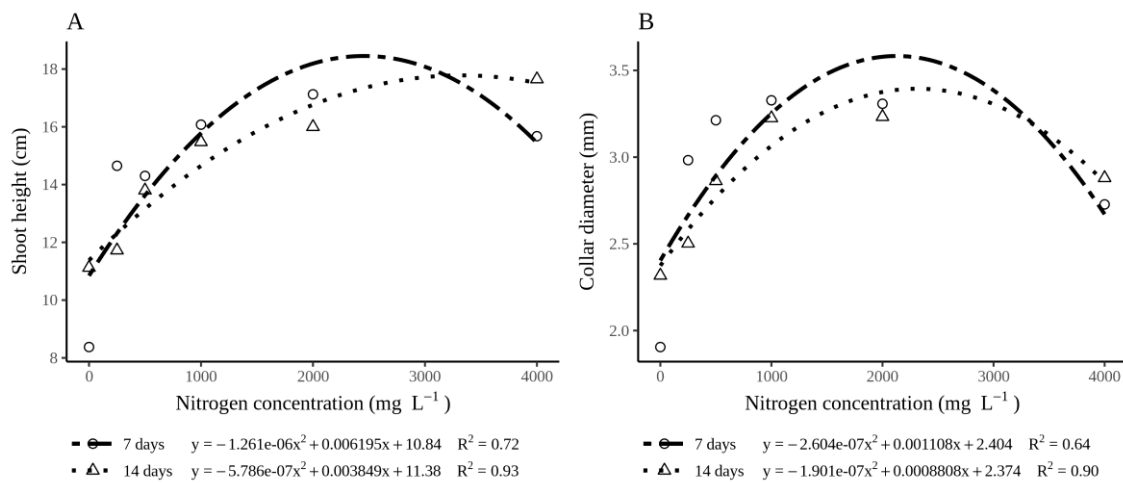 A
Shoot height (cm)
18
16
14
12
10
8
0 1000 2000 3000 4000
Nitrogen concentration (mg L⁻¹ )
7 days y = −1.261e-06x² + 0.006195x + 10.84 R² = 0.72
14 days y = −5.786e-07x² + 0.003849x + 11.38 R² = 0.93
B
Collar diameter (mm)
3.5
3.0
2.5
2.0
0 1000 2000 3000 4000
Nitrogen concentration (mg L⁻¹ )
7 days y = −2.604e-07x² + 0.001108x + 2.404 R² = 0.64
14 days y = −1.901e-07x² + 0.0008808x + 2.374 R² = 0.90